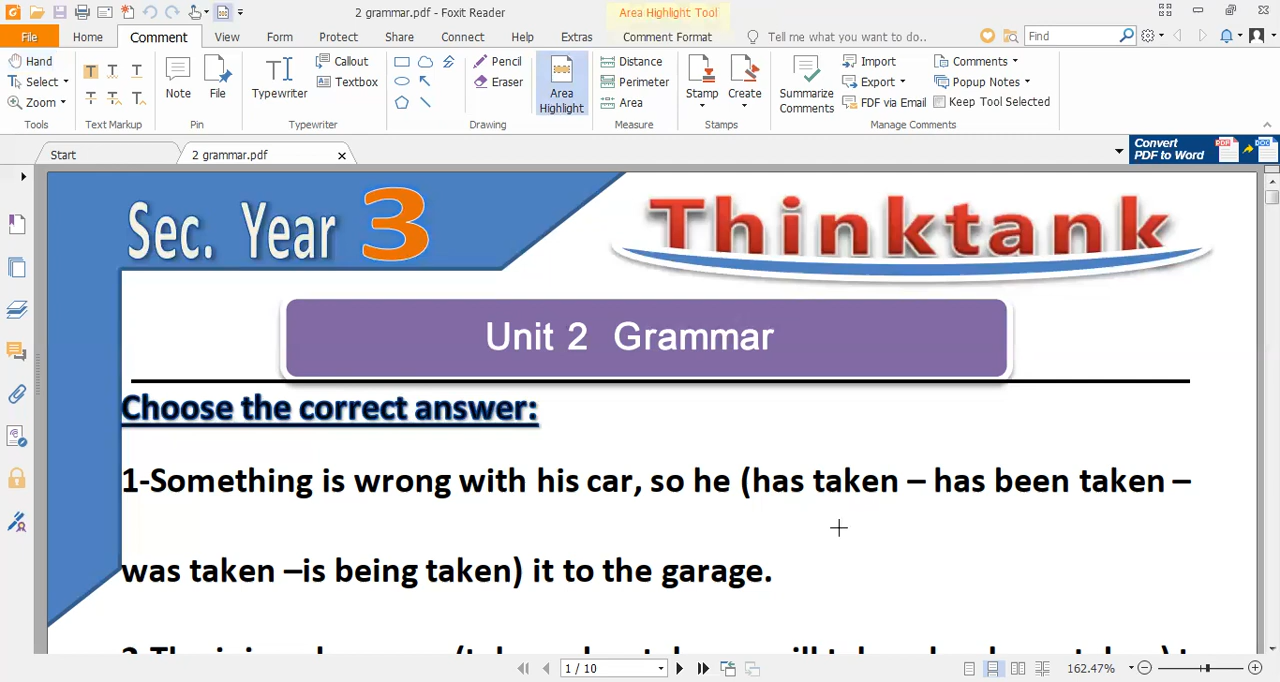 2 grammar.pdf - Foxit Reader
Area Highlight Tool
File Home Comment View Form Protect Share Connect Help Extras Comment Format Tell me what you want to do.. Find
Hand
Select
Zoom
Tools
T T T
T T T
Text Markup
Note
File
Pin
Typewriter
Callout
Textbox
Typewriter
Pencil
Eraser
Drawing
Area
Highlight
Distance
Perimeter
Area
Measure
Stamp
Create
Stamps
Summarize
Comments
Import
Export
FDF via Email
Comments
Popup Notes
Keep Tool Selected
Manage Comments
Start
2 grammar.pdf
Convert
PDF to Word
Sec. Year 3
Thinktank
Unit 2 Grammar
Choose the correct answer:
1-Something is wrong with his car, so he (has taken – has been taken –
was taken –is being taken) it to the garage.
1 / 10
162.47%